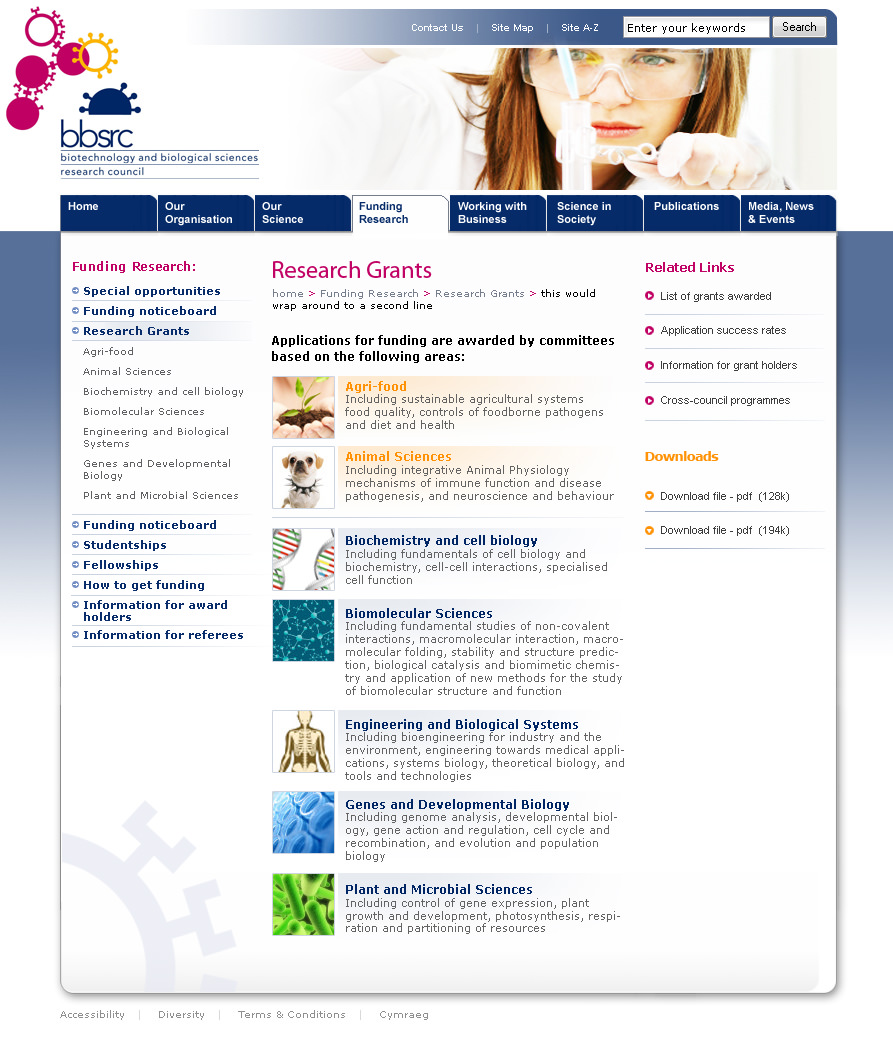 Contact Us | Site Map | Site A-Z Enter your keywords Search
bbsrc
biotechnology and biological sciences
research council
Home
Our
Organisation
Our
Science
Funding
Research
Working with
Business
Science in
Society
Publications
Media, News
& Events
Funding Research:
Special opportunities
Funding noticeboard
Research Grants
Agri-food
Animal Sciences
Biochemistry and cell biology
Biomolecular Sciences
Engineering and Biological
Systems
Genes and Developmental
Biology
Plant and Microbial Sciences
Funding noticeboard
Studentships
Fellowships
How to get funding
Information for award
holders
Information for referees
Research Grants
home > Funding Research > Research Grants > this would
wrap around to a second line
Applications for funding are awarded by committees
based on the following areas:
Agri-food
Including sustainable agricultural systems
food quality, controls of foodborne pathogens
and diet and health
Animal Sciences
Including integrative Animal Physiology
mechanisms of immune function and disease
pathogenesis, and neuroscience and behaviour
Biochemistry and cell biology
Including fundamentals of cell biology and
biochemistry, cell-cell interactions, specialised
cell function
Biomolecular Sciences
Including fundamental studies of non-covalent
interactions, macromolecular interaction, macro-
molecular folding, stability and structure predic-
tion, biological catalysis and biomimetic chemis-
try and application of new methods for the study
of biomolecular structure and function
Engineering and Biological Systems
Including bioengineering for industry and the
environment, engineering towards medical appli-
cations, systems biology, theoretical biology, and
tools and technologies
Genes and Developmental Biology
Including genome analysis, developmental biol-
ogy, gene action and regulation, cell cycle and
recombination, and evolution and population
biology
Plant and Microbial Sciences
Including control of gene expression, plant
growth and development, photosynthesis, respi-
ration and partitioning of resources
Related Links
List of grants awarded
Application success rates
Information for grant holders
Cross-council programmes
Downloads
Download file - pdf (128k)
Download file - pdf (194k)
Accessibility | Diversity | Terms & Conditions | Cymraeg